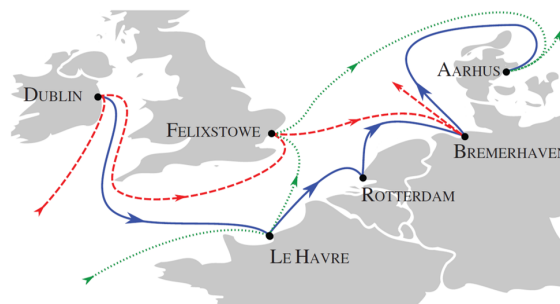 AARHUS
DUBLIN
FELIXSTOWE
BREMERHAVEN
ROTTERDAM
LE HAVRE